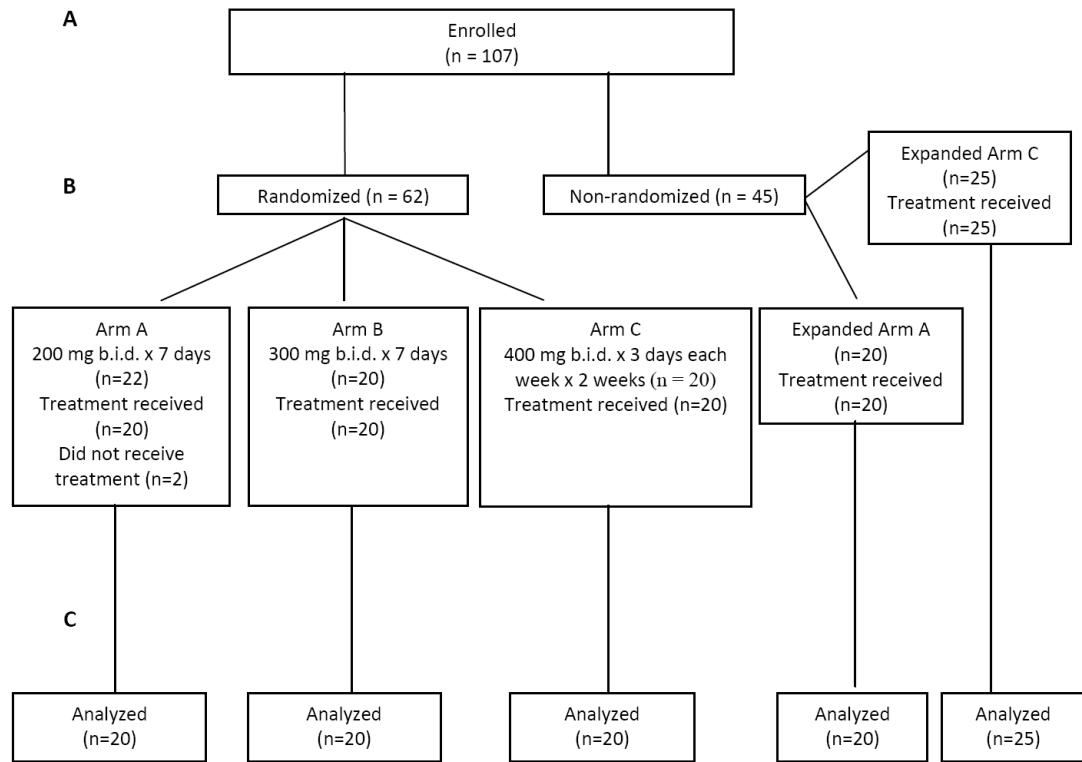 A
Enrolled
(n = 107)
B
Randomized (n = 62)
Non-randomized (n = 45)
Expanded Arm C
(n=25)
Treatment received
(n=25)
Arm A
200 mg b.i.d. x 7 days
(n=22)
Treatment received
(n=20)
Did not receive
treatment (n=2)
Arm B
300 mg b.i.d. x 7 days
(n=20)
Treatment received
(n=20)
Arm C
400 mg b.i.d. x 3 days each
week x 2 weeks (n = 20)
Treatment received (n=20)
Expanded Arm A
(n=20)
Treatment received
(n=20)
C
Analyzed
(n=20)
Analyzed
(n=20)
Analyzed
(n=20)
Analyzed
(n=20)
Analyzed
(n=25)